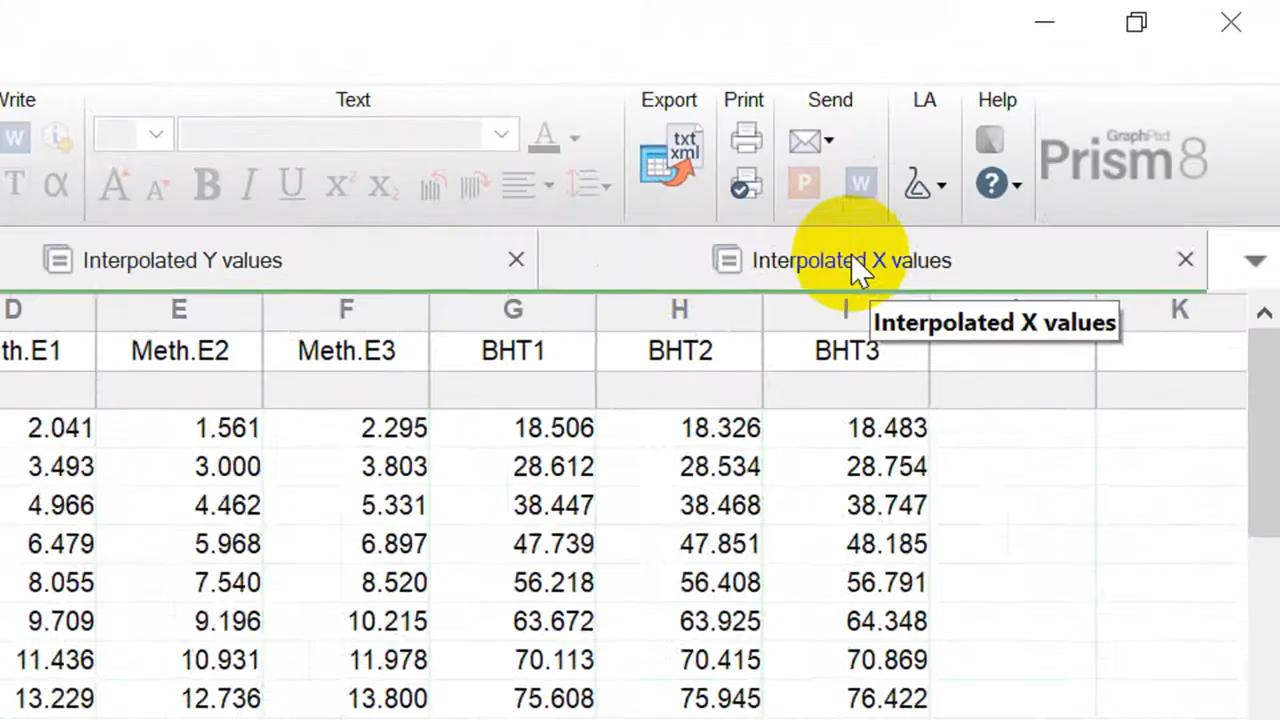 Write Text Export Print Send LA Help
W A txt xml GraphPad Prism 8
T α A A B I U X² X₂ P W ?
Interpolated Y values Interpolated X values
D E F G H I K
Interpolated X values
th.E1 Meth.E2 Meth.E3 BHT1 BHT2 BHT3
2.041 1.561 2.295 18.506 18.326 18.483
3.493 3.000 3.803 28.612 28.534 28.754
4.966 4.462 5.331 38.447 38.468 38.747
6.479 5.968 6.897 47.739 47.851 48.185
8.055 7.540 8.520 56.218 56.408 56.791
9.709 9.196 10.215 63.672 63.925 64.348
11.436 10.931 11.978 70.113 70.415 70.869
13.229 12.736 13.800 75.608 75.945 76.422